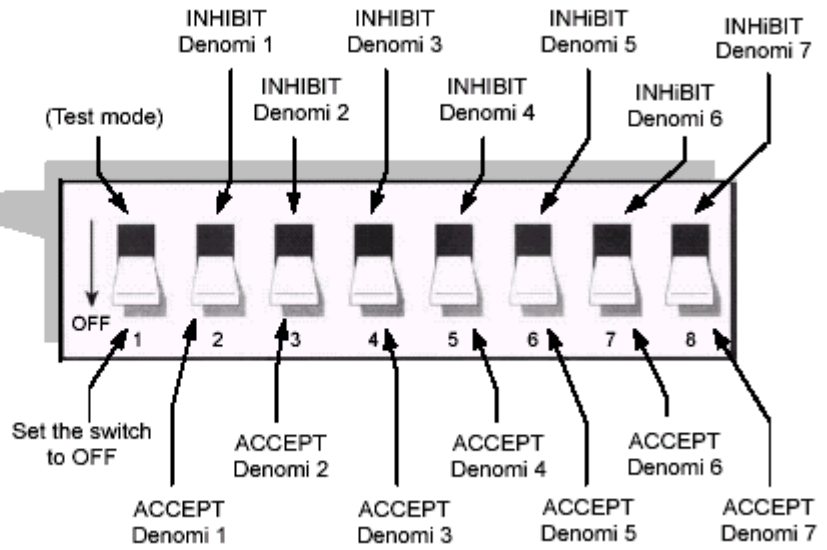 INHIBIT
Denomi 1
INHIBIT
Denomi 3
INHiBIT
Denomi 5
INHiBIT
Denomi 7
(Test mode)
INHIBIT
Denomi 2
INHIBIT
Denomi 4
INHiBIT
Denomi 6
OFF
1 2 3 4 5 6 7 8
Set the switch
to OFF
ACCEPT
Denomi 2
ACCEPT
Denomi 4
ACCEPT
Denomi 6
ACCEPT
Denomi 1
ACCEPT
Denomi 3
ACCEPT
Denomi 5
ACCEPT
Denomi 7